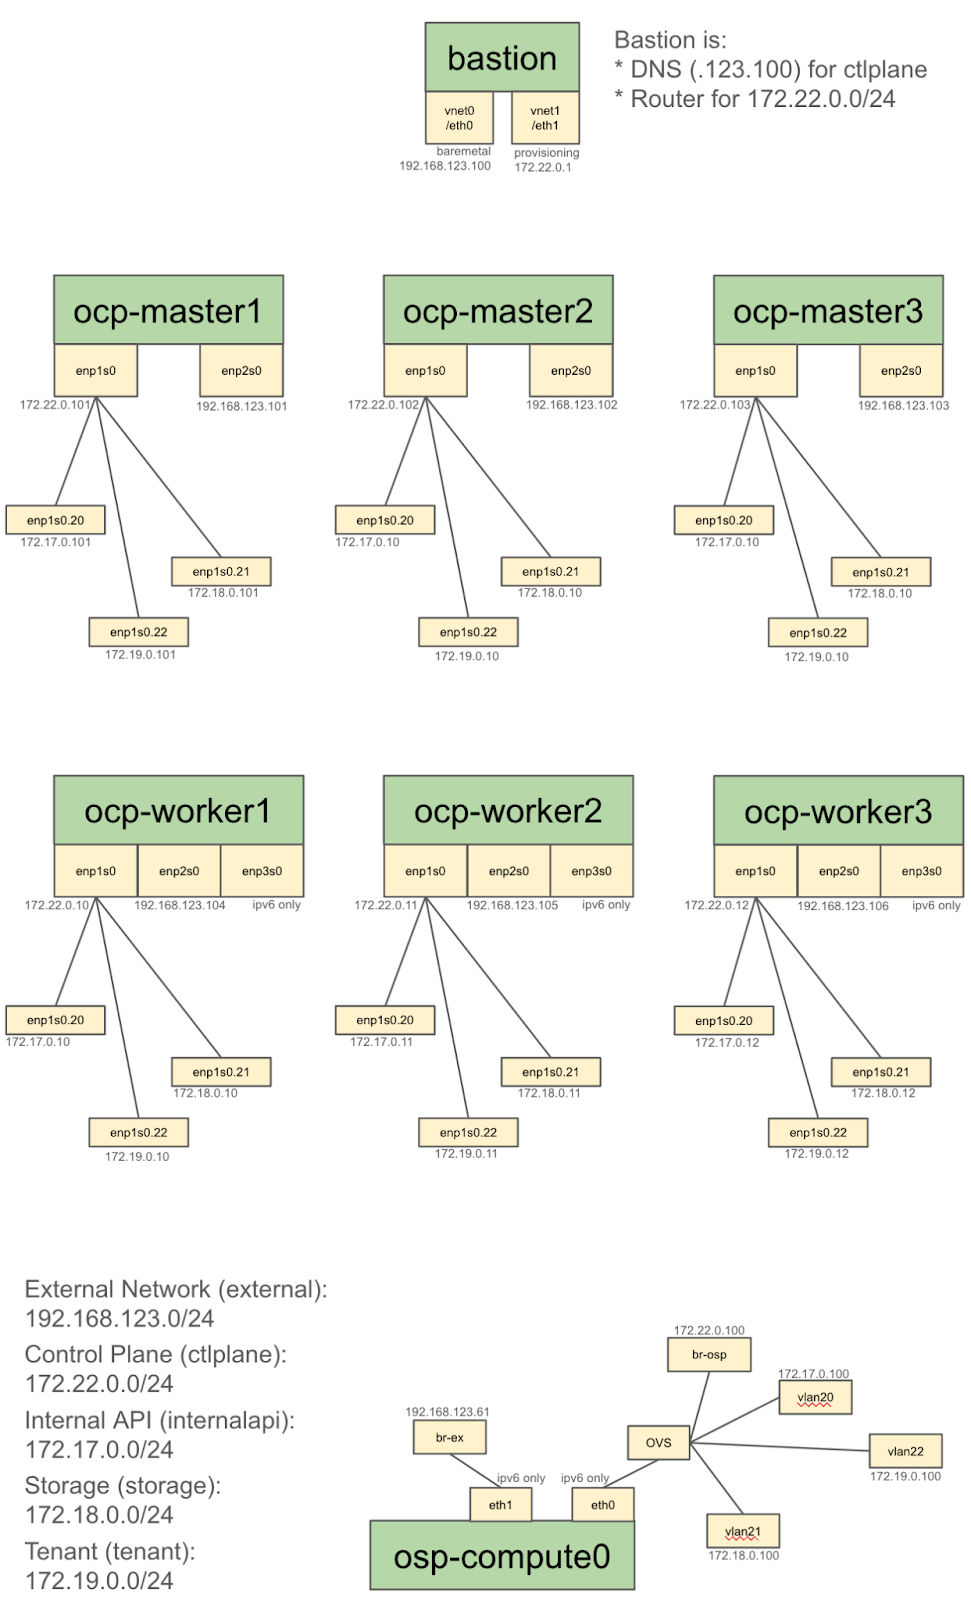 bastion
vnet0
/eth0
vnet1
/eth1
baremetal
192.168.123.100
provisioning
172.22.0.1
Bastion is:
* DNS (.123.100) for ctlplane
* Router for 172.22.0.0/24
ocp-master1
enp1s0
enp2s0
172.22.0.101
192.168.123.101
enp1s0.20
172.17.0.101
enp1s0.21
172.18.0.101
enp1s0.22
172.19.0.101
ocp-master2
enp1s0
enp2s0
172.22.0.102
192.168.123.102
enp1s0.20
172.17.0.10
enp1s0.21
172.18.0.10
enp1s0.22
172.19.0.10
ocp-master3
enp1s0
enp2s0
172.22.0.103
192.168.123.103
enp1s0.20
172.17.0.10
enp1s0.21
172.18.0.10
enp1s0.22
172.19.0.10
ocp-worker1
enp1s0
enp2s0
enp3s0
172.22.0.10
192.168.123.104
ipv6 only
enp1s0.20
172.17.0.10
enp1s0.21
172.18.0.10
enp1s0.22
172.19.0.10
ocp-worker2
enp1s0
enp2s0
enp3s0
172.22.0.11
192.168.123.105
ipv6 only
enp1s0.20
172.17.0.11
enp1s0.21
172.18.0.11
enp1s0.22
172.19.0.11
ocp-worker3
enp1s0
enp2s0
enp3s0
172.22.0.12
192.168.123.106
ipv6 only
enp1s0.20
172.17.0.12
enp1s0.21
172.18.0.12
enp1s0.22
172.19.0.12
External Network (external):
192.168.123.0/24
Control Plane (ctlplane):
172.22.0.0/24
Internal API (internalapi):
172.17.0.0/24
Storage (storage):
172.18.0.0/24
Tenant (tenant):
172.19.0.0/24
172.22.0.100
br-osp
172.17.0.100
vlan20
192.168.123.61
br-ex
OVS
vlan22
172.19.0.100
ipv6 only
ipv6 only
eth1
eth0
vlan21
172.18.0.100
osp-compute0